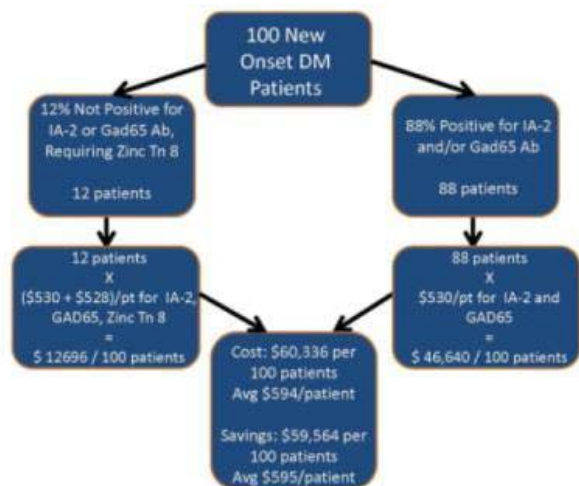 100 New
Onset DM
Patients
12% Not Positive for
IA-2 or Gad65 Ab,
Requiring Zinc Tn 8
12 patients
88% Positive for IA-2
and/or Gad65 Ab
88 patients
12 patients
X
($530 + $528)/pt for IA-2,
GAD65, Zinc Tn 8
=
$ 12696 / 100 patients
88 patients
X
$530/pt for IA-2 and
GAD65
=
$ 46,640 / 100 patients
Cost: $60,336 per
100 patients
Avg $594/patient
Savings: $59,564 per
100 patients
Avg $595/patient